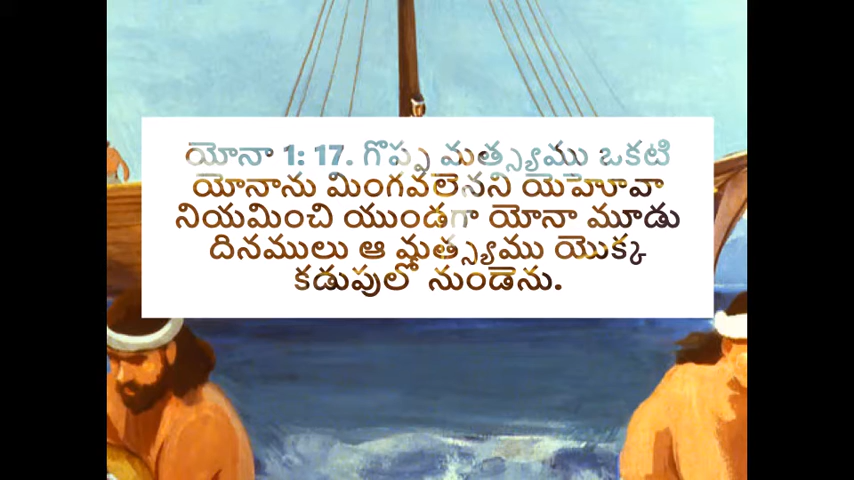 యోనా 1: 17. గొప్ప మత్స్యము ఒకటి
యోనాను మింగవలెనని యెహోవా
నియమించి యుండగా యోనా మూడు
దినములు ఆ మత్స్యము యొక్క
కడుపులో నుండెను.